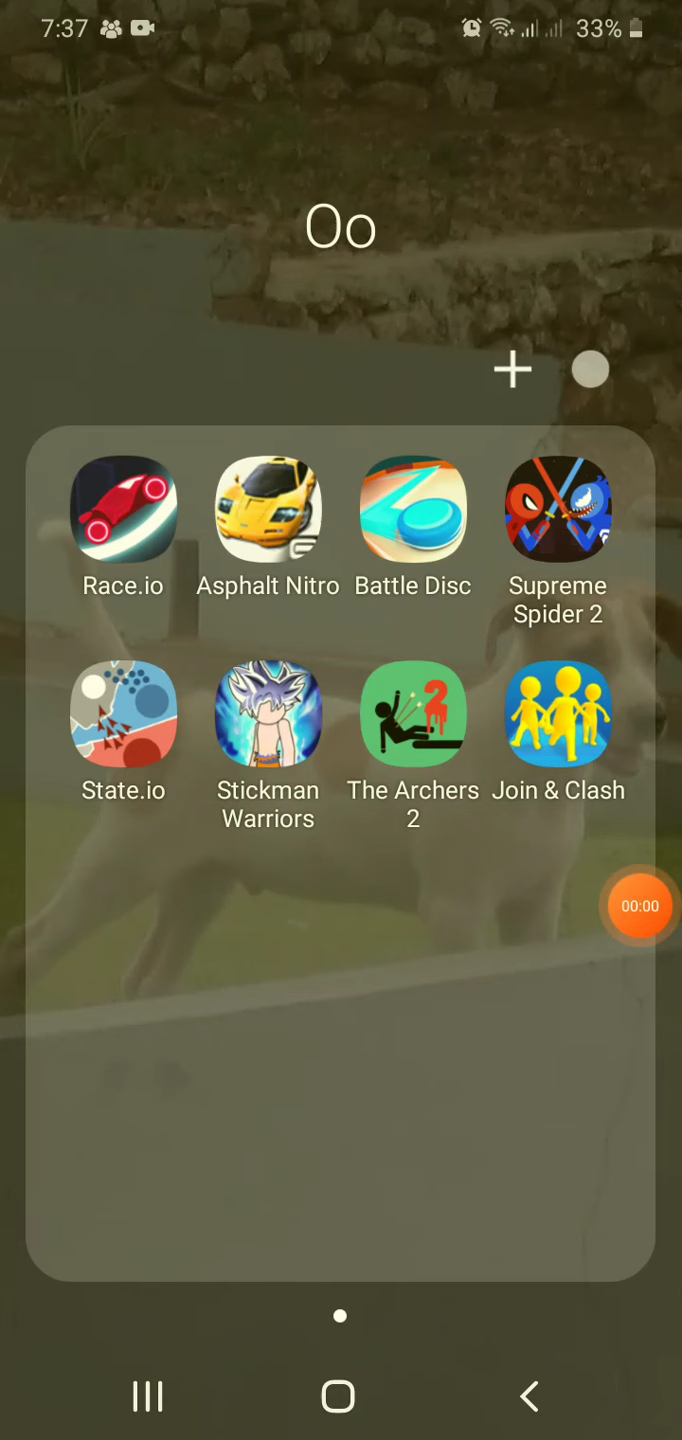 7:37
33%
Oo
Race.io
Asphalt Nitro
Battle Disc
Supreme
Spider 2
State.io
Stickman
Warriors
2
The Archers
2
Join & Clash
00:00